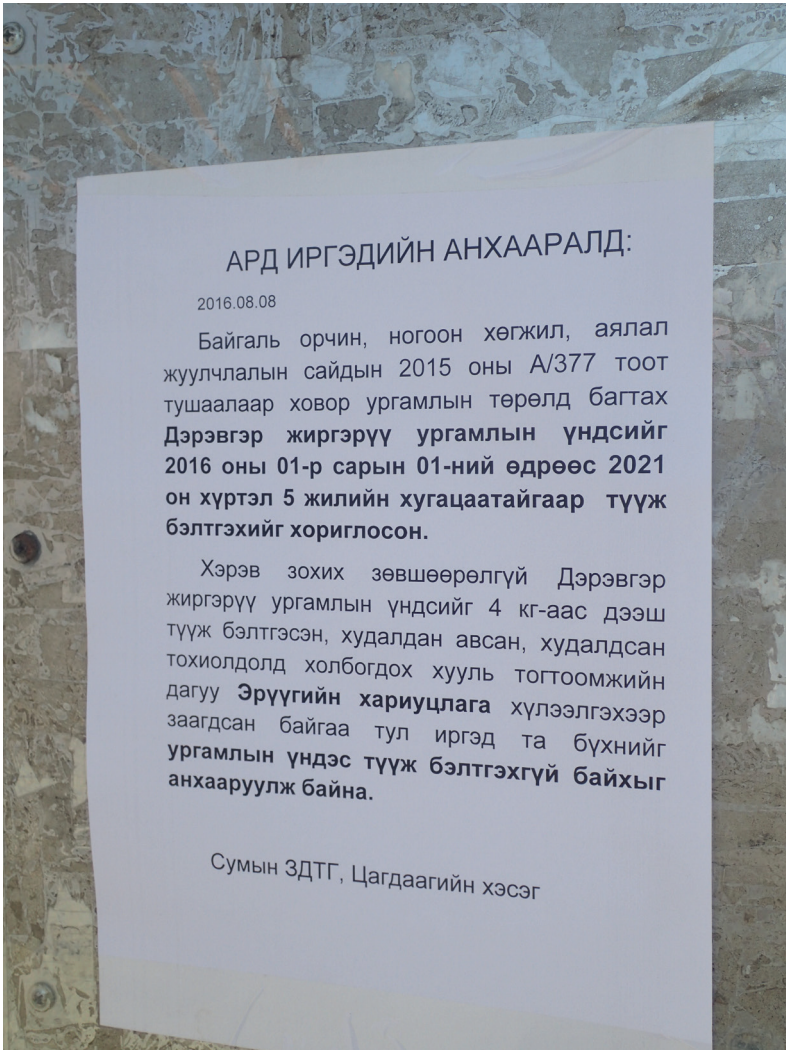 АРД ИРГЭДИЙН АНХААРАЛД:
2016.08.08
Байгаль орчин, ногоон хөгжил, аялал
жуулчлалын сайдын 2015 оны А/377 тоот
тушаалаар ховор ургамлын төрөлд багтах
Дэрэвгэр жиргэрүү ургамлын үндсийг
2016 оны 01-р сарын 01-ний өдрөөс 2021
он хүртэл 5 жилийн хугацаатайгаар түүж
бэлтгэхийг хориглосон.
Хэрэв зохих зөвшөөрөлгүй Дэрэвгэр
жиргэрүү ургамлын үндсийг 4 кг-аас дээш
түүж бэлтгэсэн, худалдан авсан, худалдсан
тохиолдолд холбогдох хууль тогтоомжийн
дагуу Эрүүгийн хариуцлага хүлээлгэхээр
заагдсан байгаа тул иргэд та бүхнийг
ургамлын үндэс түүж бэлтгэхгүй байхыг
анхааруулж байна.
Сумын ЗДТГ, Цагдаагийн хэсэг